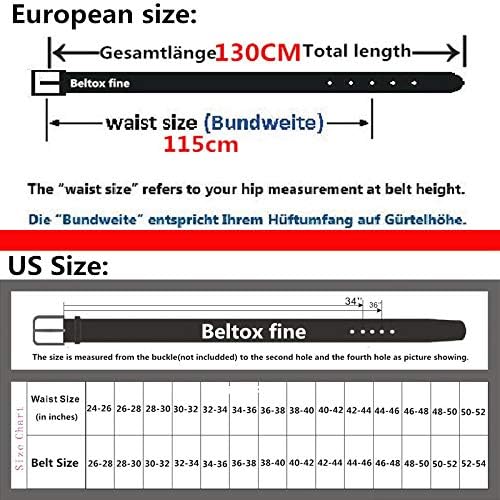 European size:
Gesamtlänge 130CM Total length
Beltox fine
waist size (Bundweite)
115cm
The “waist size” refers to your hip measurement at belt height.
Die “Bundweite” entspricht Ihrem Hüftumfang auf Gürtelhöhe.
US Size:
34''
36''
Beltox fine
The size is measured from the buckle(not includded) to the second hole and the fourth hole as picture showing.
Size Chart
Waist Size (in inches) 24-26 26-28 28-30 30-32 32-34 34-36 36-38 38-40 40-42 42-44 44-46 46-48 48-50 50-52
Belt Size 26-28 28-30 30-32 32-34 34-36 36-38 38-40 40-42 42-44 44-46 46-48 48-50 50-52 52-54